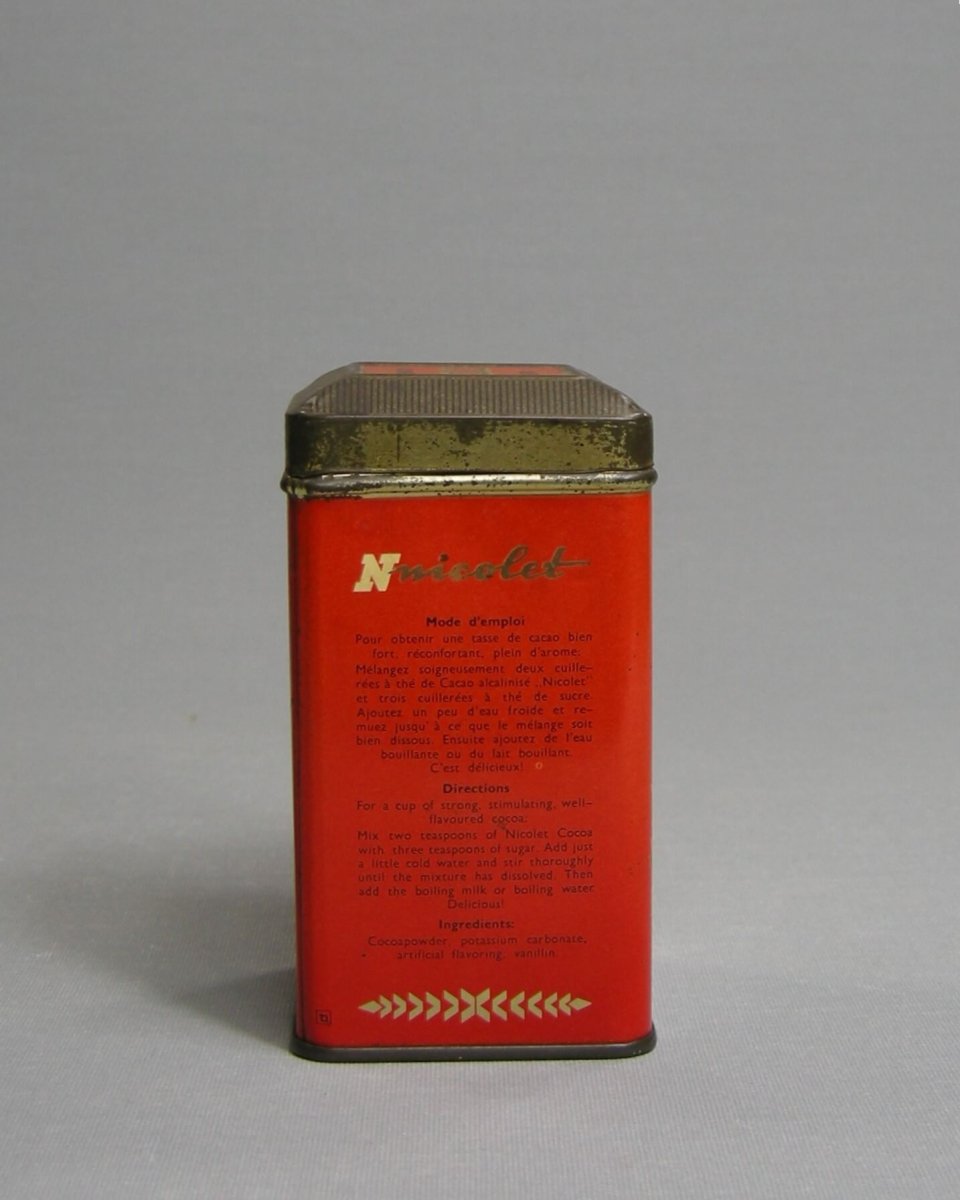 Nnicolet
Mode d'emploi
Pour obtenir une tasse de cacao bien
fort, réconfortant, plein d'arome:
Mélangez soigneusement deux cuille-
rées à thé de Cacao alcalinisé „Nicolet"
et trois cuillerées à thé de sucre.
Ajoutez un peu d'eau froide et re-
muez jusqu'à ce que le mélange soit
bien dissous. Ensuite ajoutez de l'eau
bouillante ou du lait bouillant.
C'est délicieux!
Directions
For a cup of strong, stimulating, well-
flavoured cocoa:
Mix two teaspoons of Nicolet Cocoa
with three teaspoons of sugar. Add just
a little cold water and stir thoroughly
until the mixture has dissolved. Then
add the boiling milk or boiling water
Delicious!
Ingredients:
Cocoapowder, potassium carbonate,
artificial flavoring, vanillin.